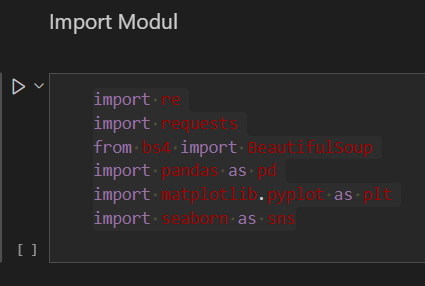 Import Modul
import re
import requests
from bs4 import BeautifulSoup
import pandas as pd
import matplotlib.pyplot as plt
import seaborn as sns
[ ]